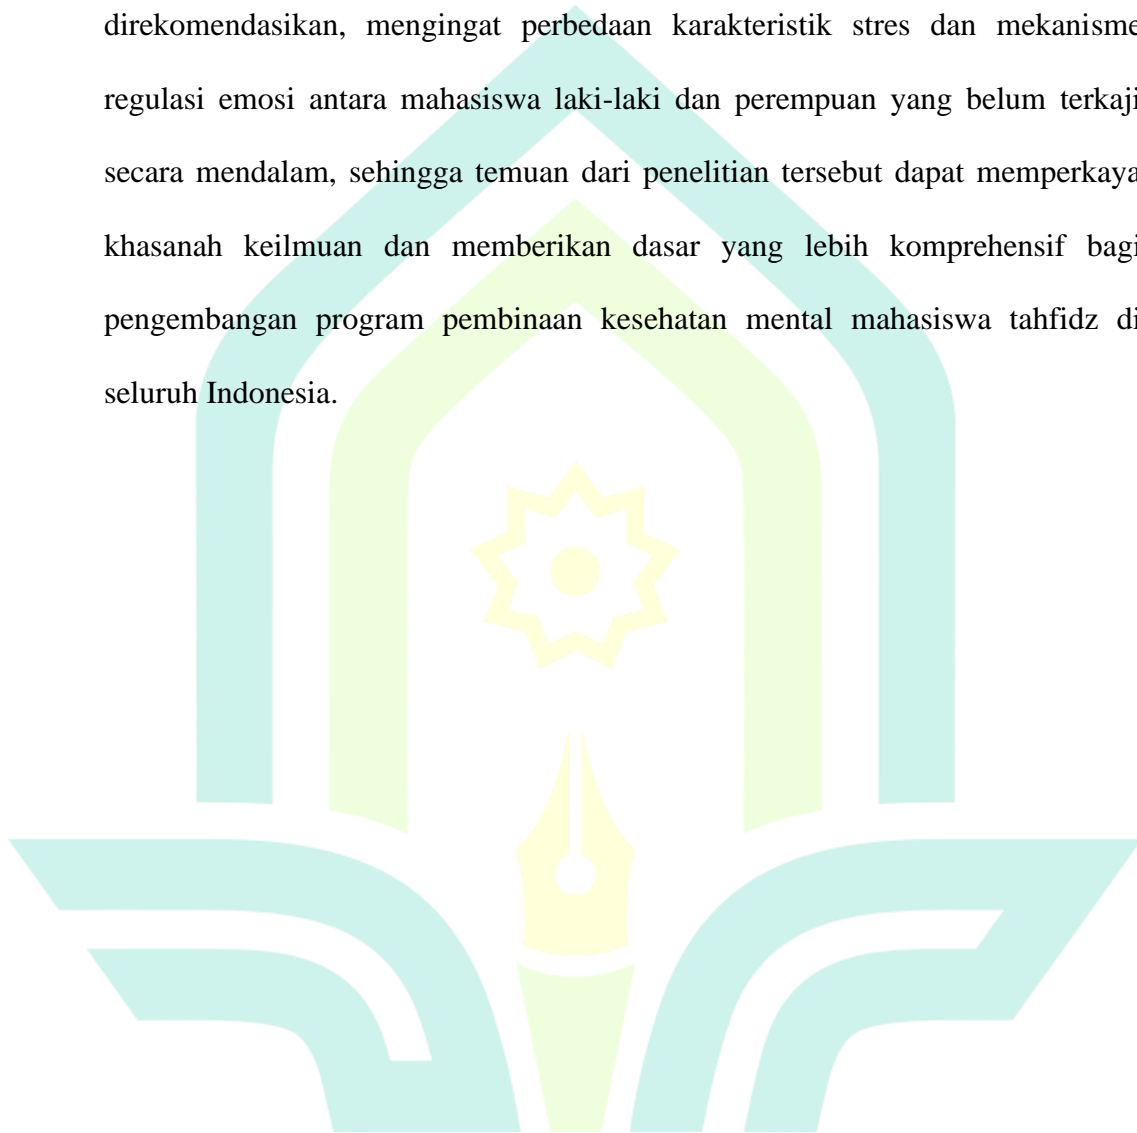 direkomendasikan, mengingat perbedaan karakteristik stres dan mekanisme
regulasi emosi antara mahasiswa laki-laki dan perempuan yang belum terkaji
secara mendalam, sehingga temuan dari penelitian tersebut dapat memperkaya
khasanah keilmuan dan memberikan dasar yang lebih komprehensif bagi
pengembangan program pembinaan kesehatan mental mahasiswa tahfidz di
seluruh Indonesia.